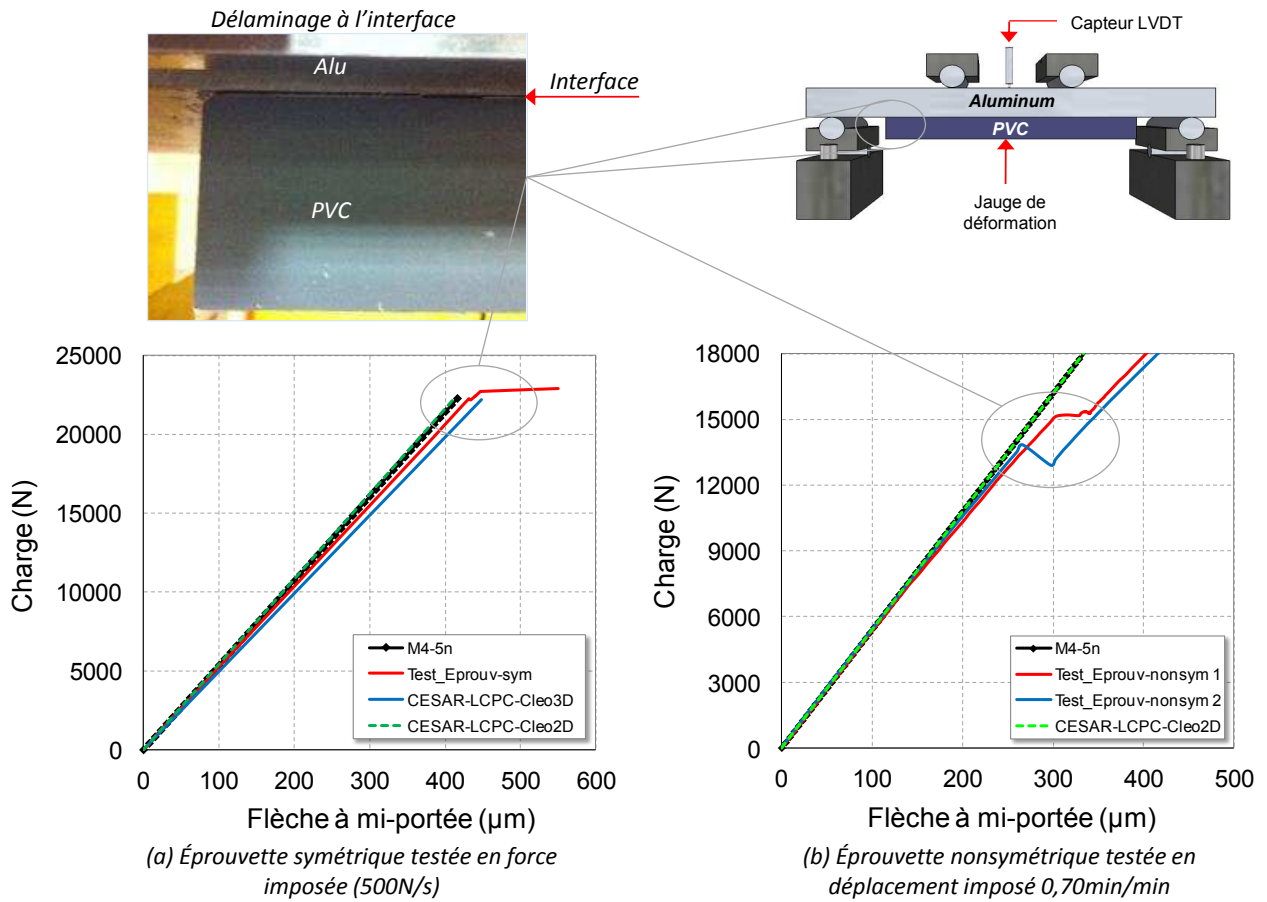 Délaminage à l'interface
Alu
Interface
PVC
Capteur LVDT
Aluminum
PVC
Jauge de
déformation
25000
20000
15000
10000
5000
0
0
100
200
300
400
500
600
Charge (N)
Flèche à mi-portée (µm)
M4-5n
Test_Eprouv-sym
CESAR-LCPC-Cleo3D
CESAR-LCPC-Cleo2D
(a) Éprouvette symétrique testée en force
imposée (500N/s)
18000
15000
12000
9000
6000
3000
0
0
100
200
300
400
500
Charge (N)
Flèche à mi-portée (µm)
M4-5n
Test_Eprouv-nonsym 1
Test_Eprouv-nonsym 2
CESAR-LCPC-Cleo2D
(b) Éprouvette nonsymétrique testée en
déplacement imposé 0,70min/min